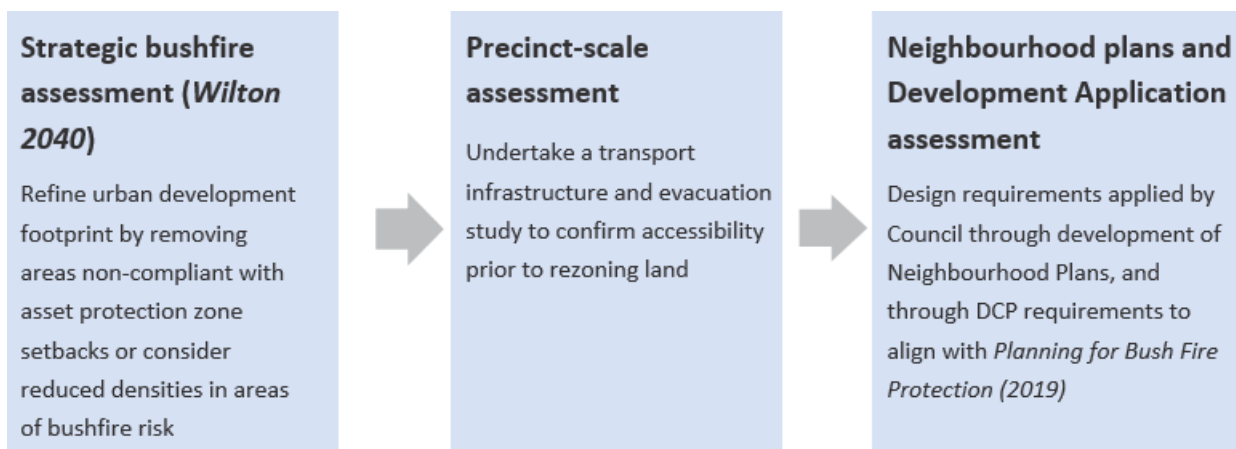 Strategic bushfire
assessment (Wilton
2040)
Refine urban development
footprint by removing
areas non-compliant with
asset protection zone
setbacks or consider
reduced densities in areas
of bushfire risk
Precinct-scale
assessment
Undertake a transport
infrastructure and evacuation
study to confirm accessibility
prior to rezoning land
Neighbourhood plans and
Development Application
assessment
Design requirements applied by
Council through development of
Neighbourhood Plans, and
through DCP requirements to
align with Planning for Bush Fire
Protection (2019)